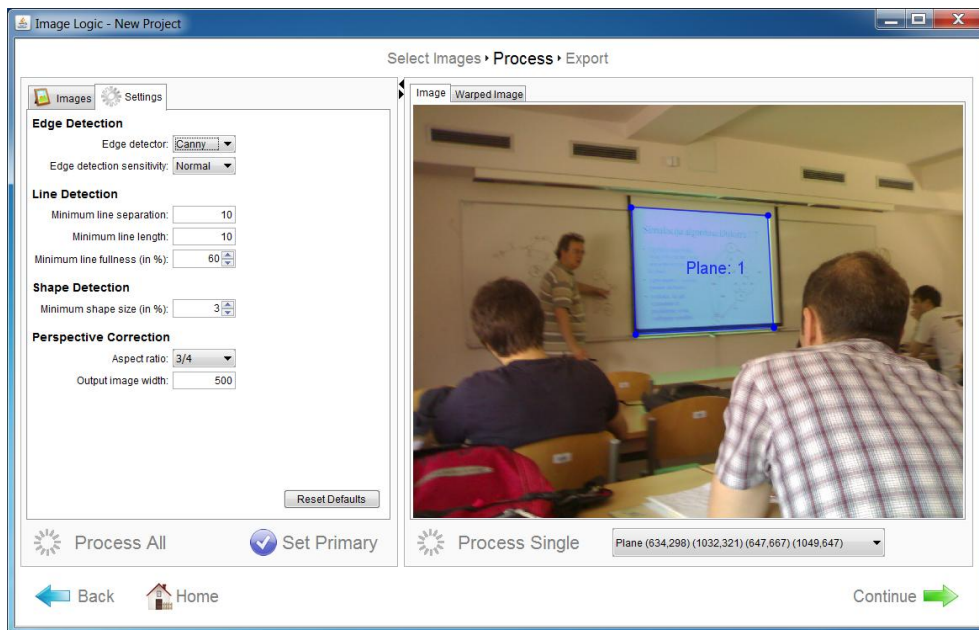 Image Logic - New Project
Select Images • Process • Export
Images
Settings
Edge Detection
Edge detector: Canny
Edge detection sensitivity: Normal
Line Detection
Minimum line separation: 10
Minimum line length: 10
Minimum line fullness (in %): 60
Shape Detection
Minimum shape size (in %): 3
Perspective Correction
Aspect ratio: 3/4
Output image width: 500
Reset Defaults
Process All
Set Primary
Image
Warped Image
Plane: 1
Process Single
Plane (634,298) (1032,321) (647,667) (1049,647)
Back
Home
Continue